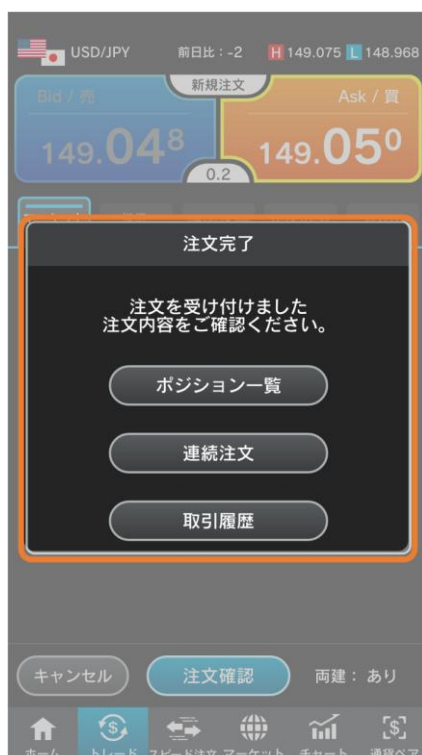 USD/JPY 前日比：-2 H 149.075 L 148.968
新規注文
Bid / 売 Ask / 買
149.048 149.050
0.2
注文完了
注文を受け付けました
注文内容をご確認ください。
ポジション一覧
連続注文
取引履歴
キャンセル 注文確認 両建： あり
ホーム トレード スピード注文 マーケット チャート 通貨ペア